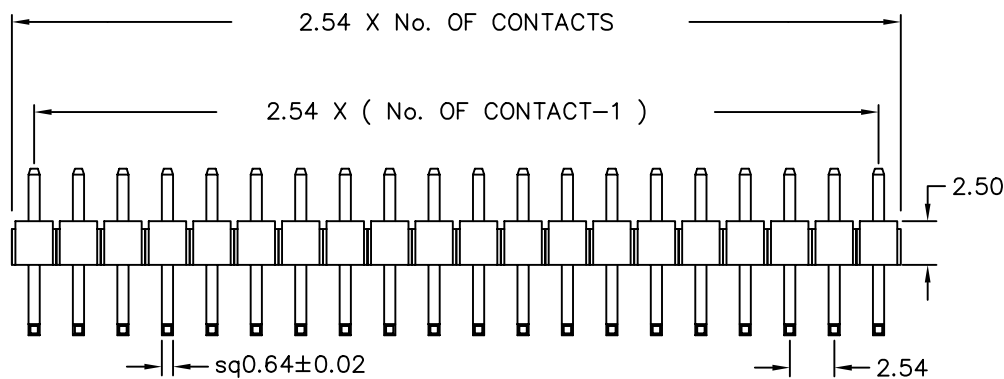 2.54 X No. OF CONTACTS
2.54 X ( No. OF CONTACT-1 )
2.50
sq0.64±0.02
2.54